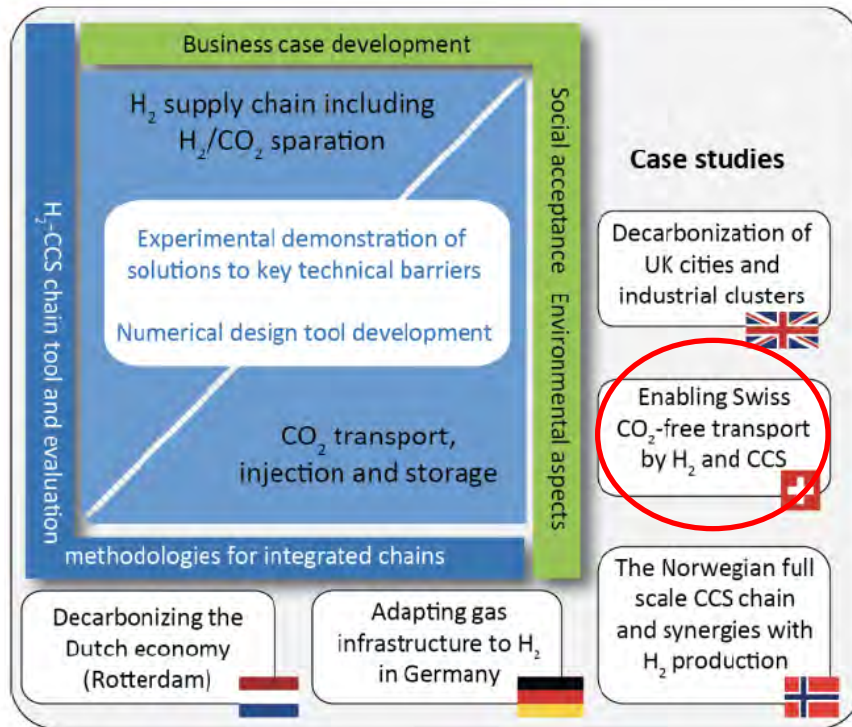 Business case development
H₂ supply chain including
H₂/CO₂ sparation
Experimental demonstration of
solutions to key technical barriers
Numerical design tool development
CO₂ transport,
injection and storage
H₂-CCS chain tool and evaluation
methodologies for integrated chains
Social acceptance Environmental aspects
Case studies
Decarbonization of
UK cities and
industrial clusters
Enabling Swiss
CO₂-free transport
by H₂ and CCS
The Norwegian full
scale CCS chain
and synergies with
H₂ production
Decarbonizing the
Dutch economy
(Rotterdam)
Adapting gas
infrastructure to H₂
in Germany